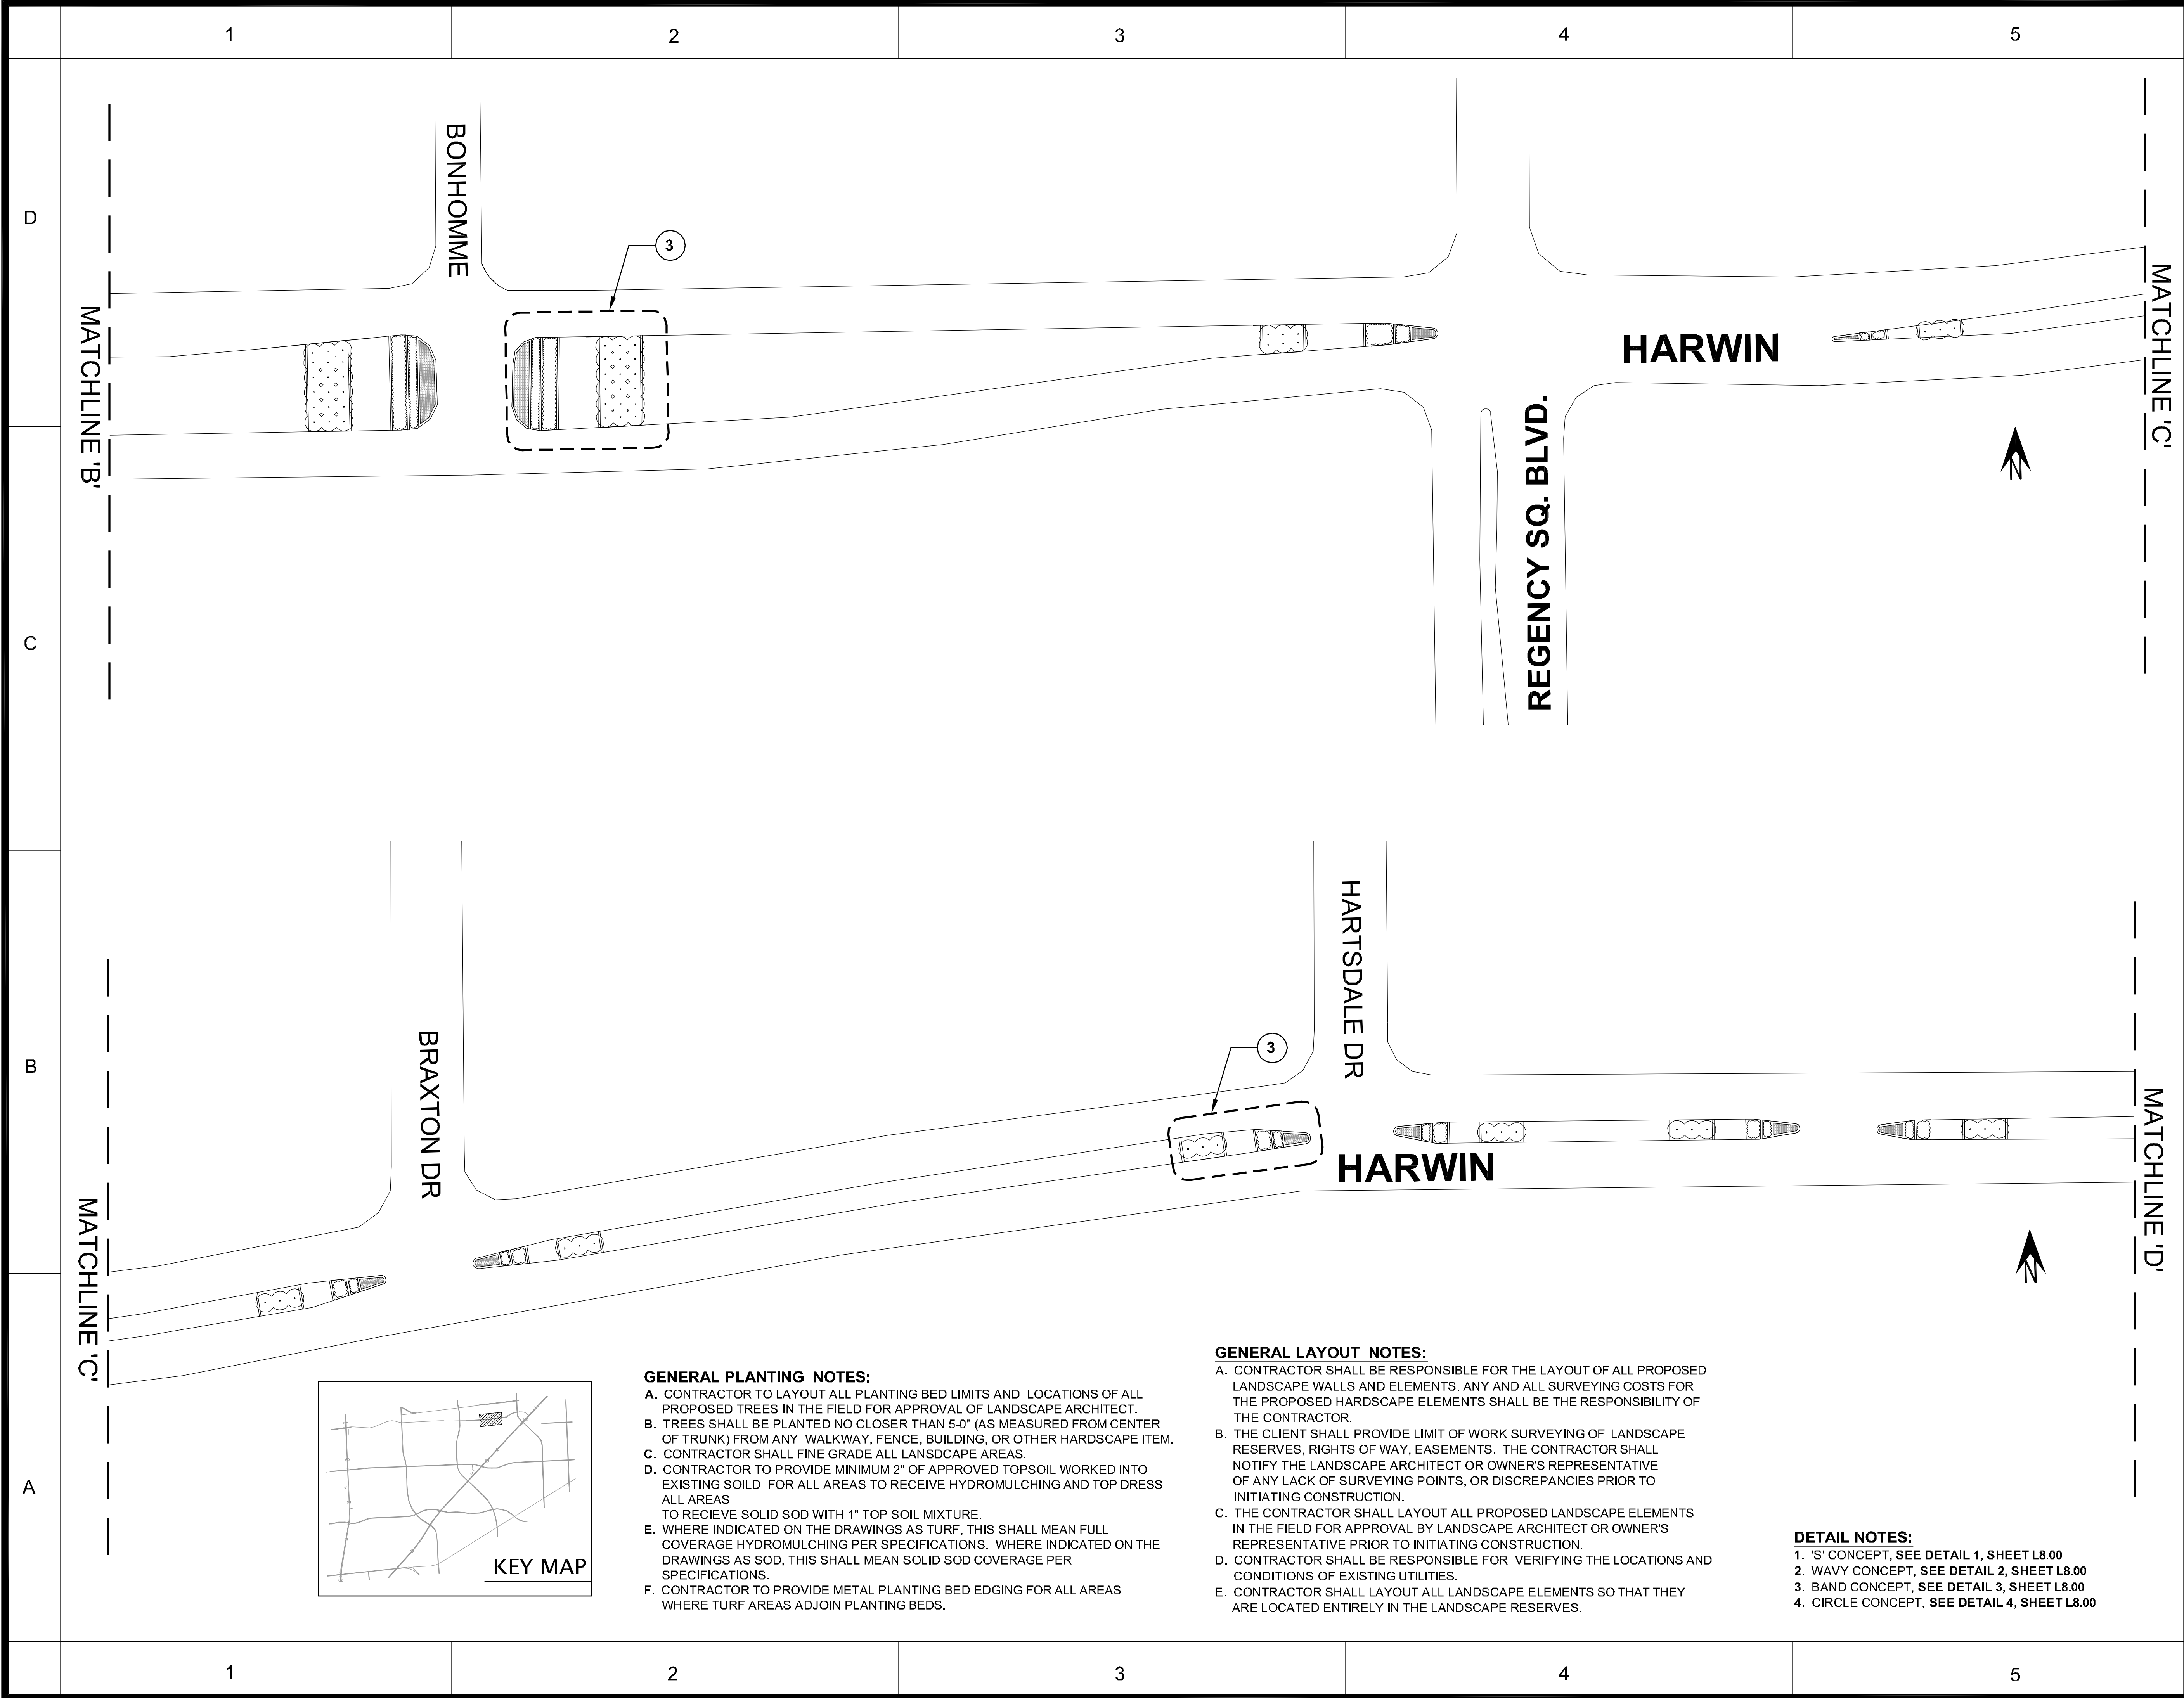 1 2 3 4 5
D
C
B
A
BONHOMME
3
MATCHLINE 'B'
HARWIN
MATCHLINE 'C'
REGENCY SQ. BLVD.
N
HARTSDALE DR
BRAXTON DR
3
HARWIN
MATCHLINE 'C'
MATCHLINE 'D'
N
KEY MAP
GENERAL PLANTING NOTES:
A. CONTRACTOR TO LAYOUT ALL PLANTING BED LIMITS AND LOCATIONS OF ALL
PROPOSED TREES IN THE FIELD FOR APPROVAL OF LANDSCAPE ARCHITECT.
B. TREES SHALL BE PLANTED NO CLOSER THAN 5-0" (AS MEASURED FROM CENTER
OF TRUNK) FROM ANY WALKWAY, FENCE, BUILDING, OR OTHER HARDSCAPE ITEM.
C. CONTRACTOR SHALL FINE GRADE ALL LANSDCAPE AREAS.
D. CONTRACTOR TO PROVIDE MINIMUM 2" OF APPROVED TOPSOIL WORKED INTO
EXISTING SOILD FOR ALL AREAS TO RECEIVE HYDROMULCHING AND TOP DRESS
ALL AREAS
TO RECIEVE SOLID SOD WITH 1" TOP SOIL MIXTURE.
E. WHERE INDICATED ON THE DRAWINGS AS TURF, THIS SHALL MEAN FULL
COVERAGE HYDROMULCHING PER SPECIFICATIONS. WHERE INDICATED ON THE
DRAWINGS AS SOD, THIS SHALL MEAN SOLID SOD COVERAGE PER
SPECIFICATIONS.
F. CONTRACTOR TO PROVIDE METAL PLANTING BED EDGING FOR ALL AREAS
WHERE TURF AREAS ADJOIN PLANTING BEDS.
GENERAL LAYOUT NOTES:
A. CONTRACTOR SHALL BE RESPONSIBLE FOR THE LAYOUT OF ALL PROPOSED
LANDSCAPE WALLS AND ELEMENTS. ANY AND ALL SURVEYING COSTS FOR
THE PROPOSED HARDSCAPE ELEMENTS SHALL BE THE RESPONSIBILITY OF
THE CONTRACTOR.
B. THE CLIENT SHALL PROVIDE LIMIT OF WORK SURVEYING OF LANDSCAPE
RESERVES, RIGHTS OF WAY, EASEMENTS. THE CONTRACTOR SHALL
NOTIFY THE LANDSCAPE ARCHITECT OR OWNER'S REPRESENTATIVE
OF ANY LACK OF SURVEYING POINTS, OR DISCREPANCIES PRIOR TO
INITIATING CONSTRUCTION.
C. THE CONTRACTOR SHALL LAYOUT ALL PROPOSED LANDSCAPE ELEMENTS
IN THE FIELD FOR APPROVAL BY LANDSCAPE ARCHITECT OR OWNER'S
REPRESENTATIVE PRIOR TO INITIATING CONSTRUCTION.
D. CONTRACTOR SHALL BE RESPONSIBLE FOR VERIFYING THE LOCATIONS AND
CONDITIONS OF EXISTING UTILITIES.
E. CONTRACTOR SHALL LAYOUT ALL LANDSCAPE ELEMENTS SO THAT THEY
ARE LOCATED ENTIRELY IN THE LANDSCAPE RESERVES.
DETAIL NOTES:
1. 'S' CONCEPT, SEE DETAIL 1, SHEET L8.00
2. WAVY CONCEPT, SEE DETAIL 2, SHEET L8.00
3. BAND CONCEPT, SEE DETAIL 3, SHEET L8.00
4. CIRCLE CONCEPT, SEE DETAIL 4, SHEET L8.00
1 2 3 4 5